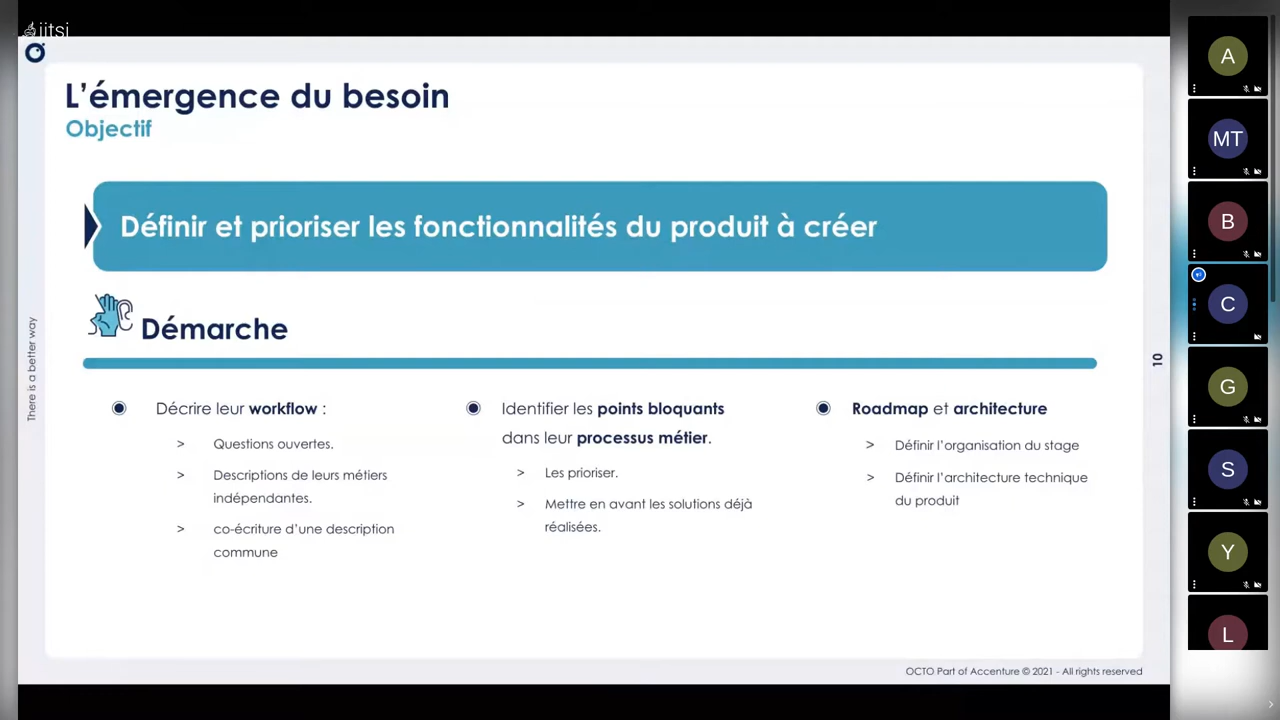 jitsi
L'émergence du besoin
Objectif
Définir et prioriser les fonctionnalités du produit à créer
Démarche
Décrire leur workflow :
> Questions ouvertes.
> Descriptions de leurs métiers
indépendantes.
> co-écriture d'une description
commune
Identifier les points bloquants
dans leur processus métier.
> Les prioriser.
> Mettre en avant les solutions déjà
réalisées.
Roadmap et architecture
> Définir l'organisation du stage
> Définir l'architecture technique
du produit
There is a better way
10
OCTO Part of Accenture © 2021 - All rights reserved
A
MT
B
C
G
S
Y
L